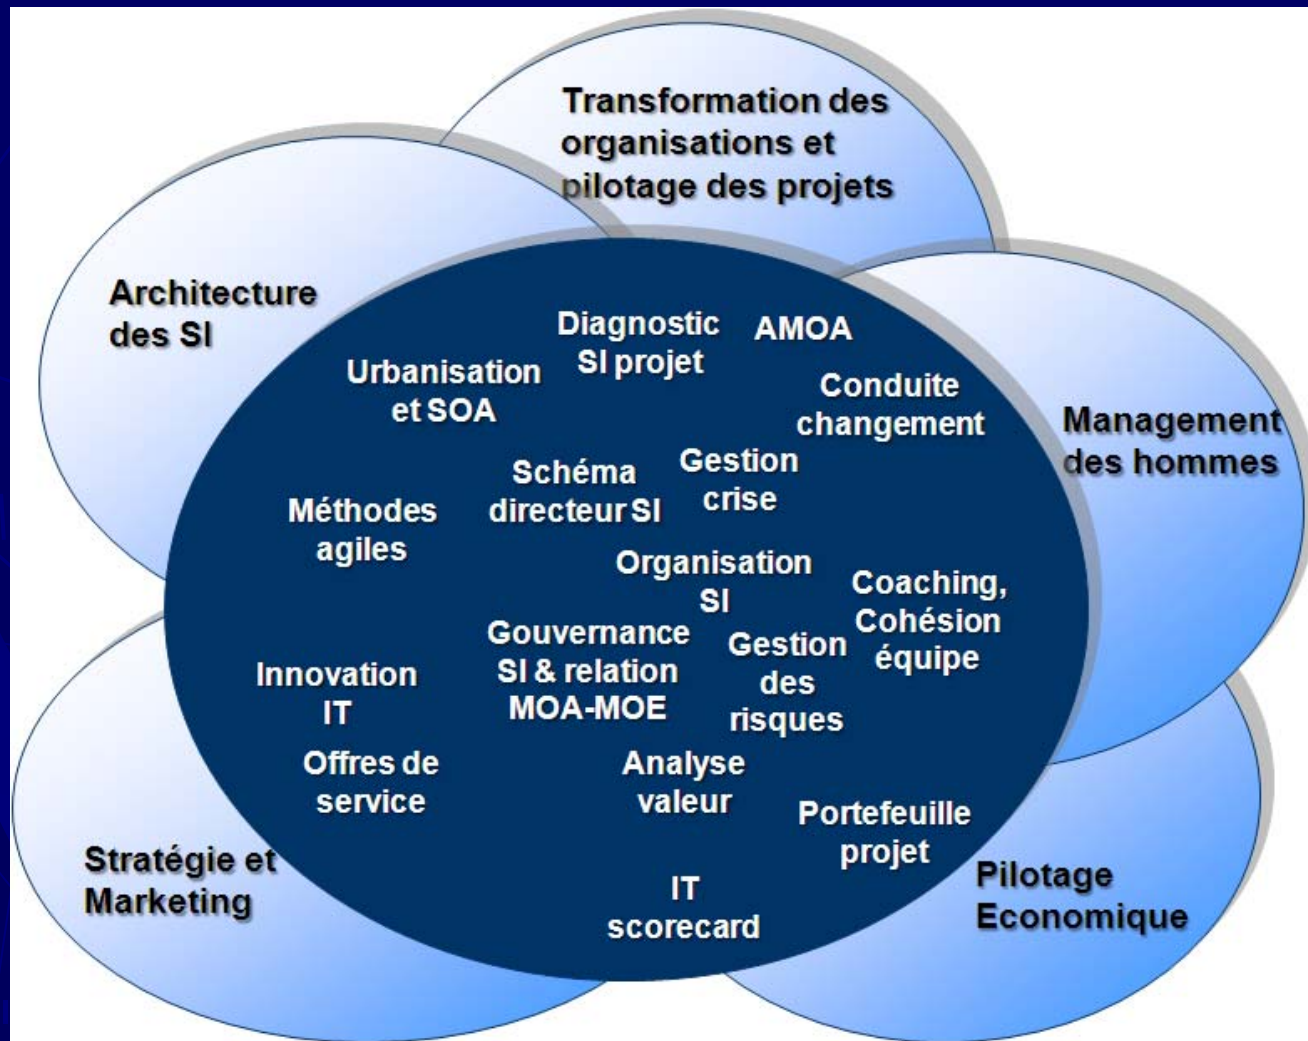 Transformation des
organisations et
pilotage des projets
Architecture
des SI
Management
des hommes
Diagnostic
SI projet
AMOA
Urbanisation
et SOA
Conduite
changement
Schéma
directeur SI
Gestion
crise
Méthodes
agiles
Organisation
SI
Coaching,
Cohésion
équipe
Gouvernance
SI & relation
MOA-MOE
Gestion
des
risques
Innovation
IT
Offres de
service
Analyse
valeur
Portefeuille
projet
IT
scorecard
Stratégie et
Marketing
Pilotage
Economique